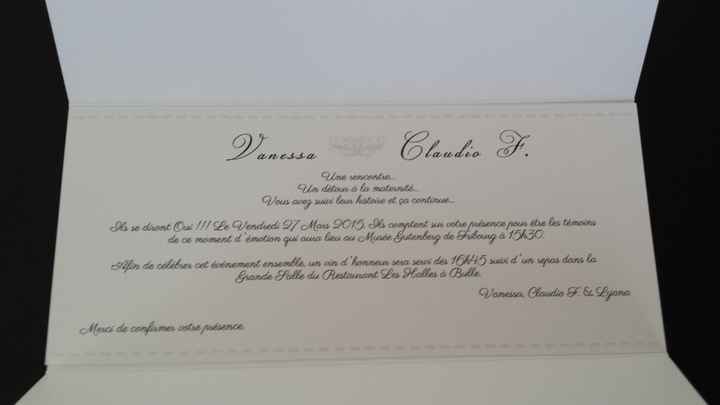 Vanessa Claudio F.
Une rencontre...
Un détour à la maternité...
Vous avez suivi leur histoire et ça continue...
Ils se diront Oui !!! Le Vendredi 27 Mars 2015. Ils comptent sur votre présence pour être les témoins
de ce moment d'émotion qui aura lieu au Musée Gutenberg de Fribourg à 15h30.
Afin de célébrer cet événement ensemble, un vin d'honneur sera servi dès 16h45 suivi d'un repas dans la
Grande Salle du Restaurant Les Halles à Bulle.
Vanessa, Claudio F. &
Merci de confirmer votre présence.